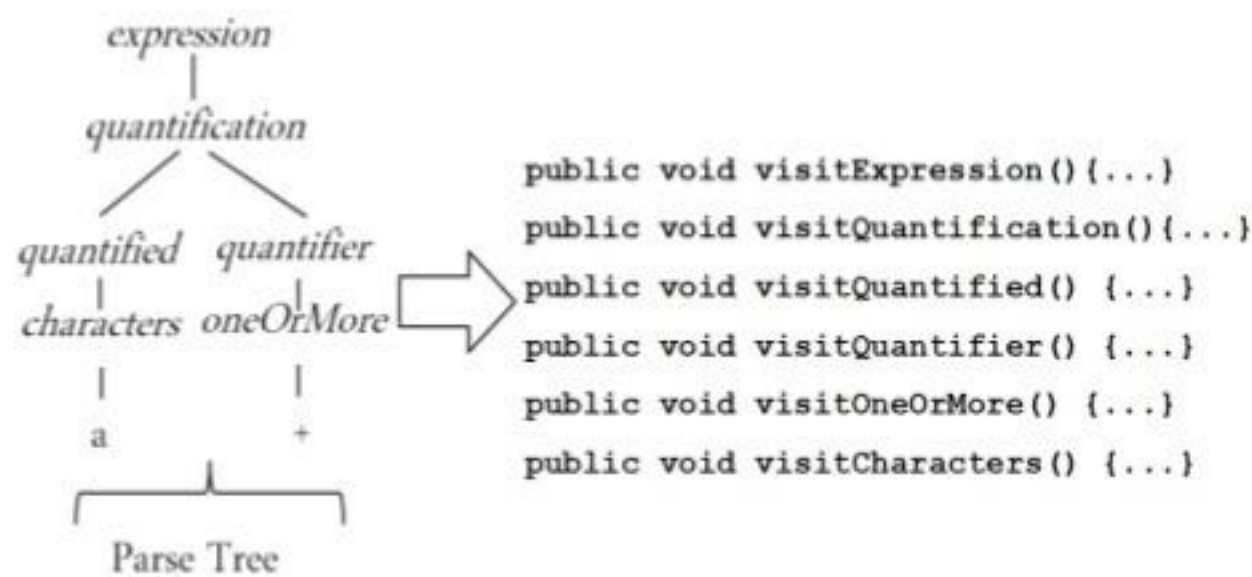 expression
quantification
quantified quantifier
characters oneOrMore
a +
Parse Tree
public void visitExpression(){...}
public void visitQuantification(){...}
public void visitQuantified() {...}
public void visitQuantifier() {...}
public void visitOneOrMore() {...}
public void visitCharacters() {...}